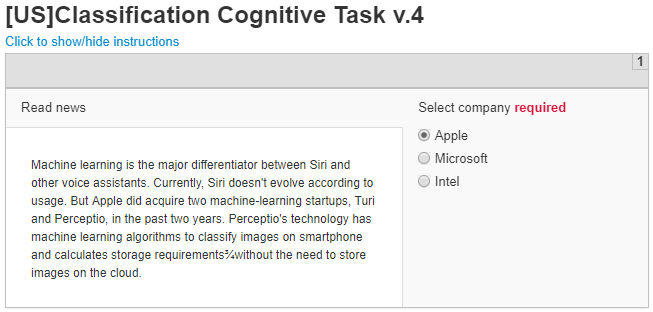 [US]Classification Cognitive Task v.4
Click to show/hide instructions
1
Read news
Machine learning is the major differentiator between Siri and
other voice assistants. Currently, Siri doesn't evolve according to
usage. But Apple did acquire two machine-learning startups, Turi
and Perceptio, in the past two years. Perceptio's technology has
machine learning algorithms to classify images on smartphone
and calculates storage requirements¾without the need to store
images on the cloud.
Select company required
Apple
Microsoft
Intel